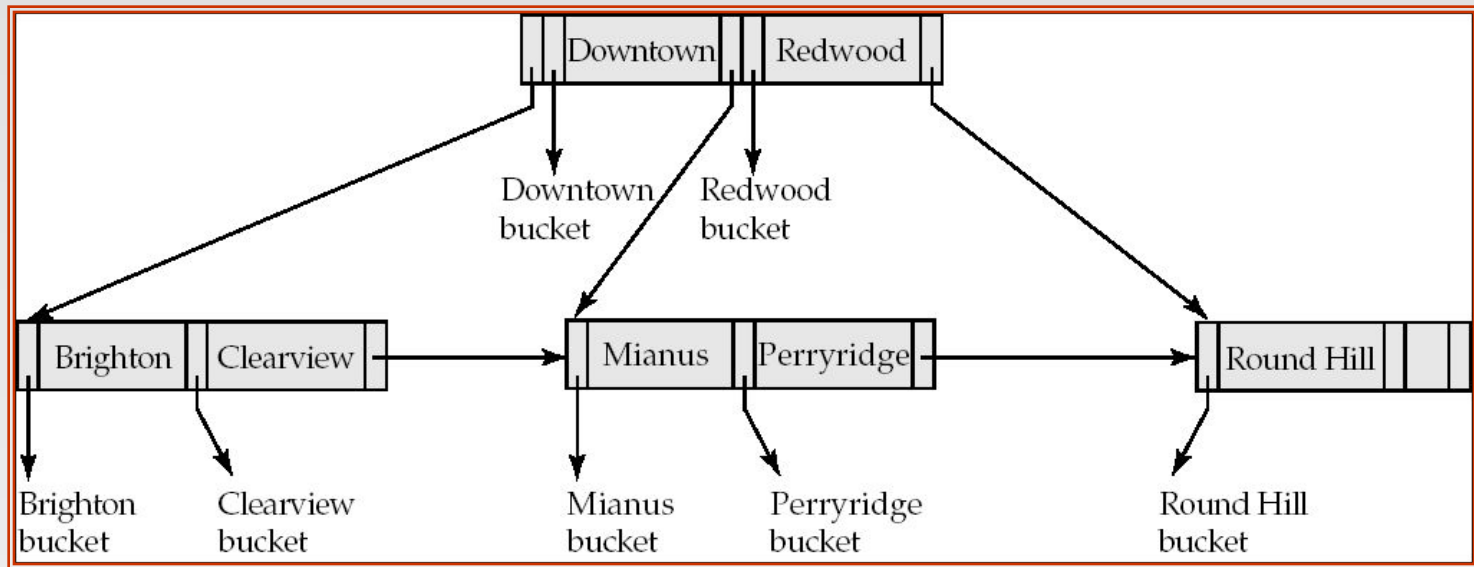 Downtown Redwood
Downtown Redwood
bucket bucket
Brighton Clearview Mianus Perryridge Round Hill
Brighton Clearview Mianus Perryridge Round Hill
bucket bucket bucket bucket bucket